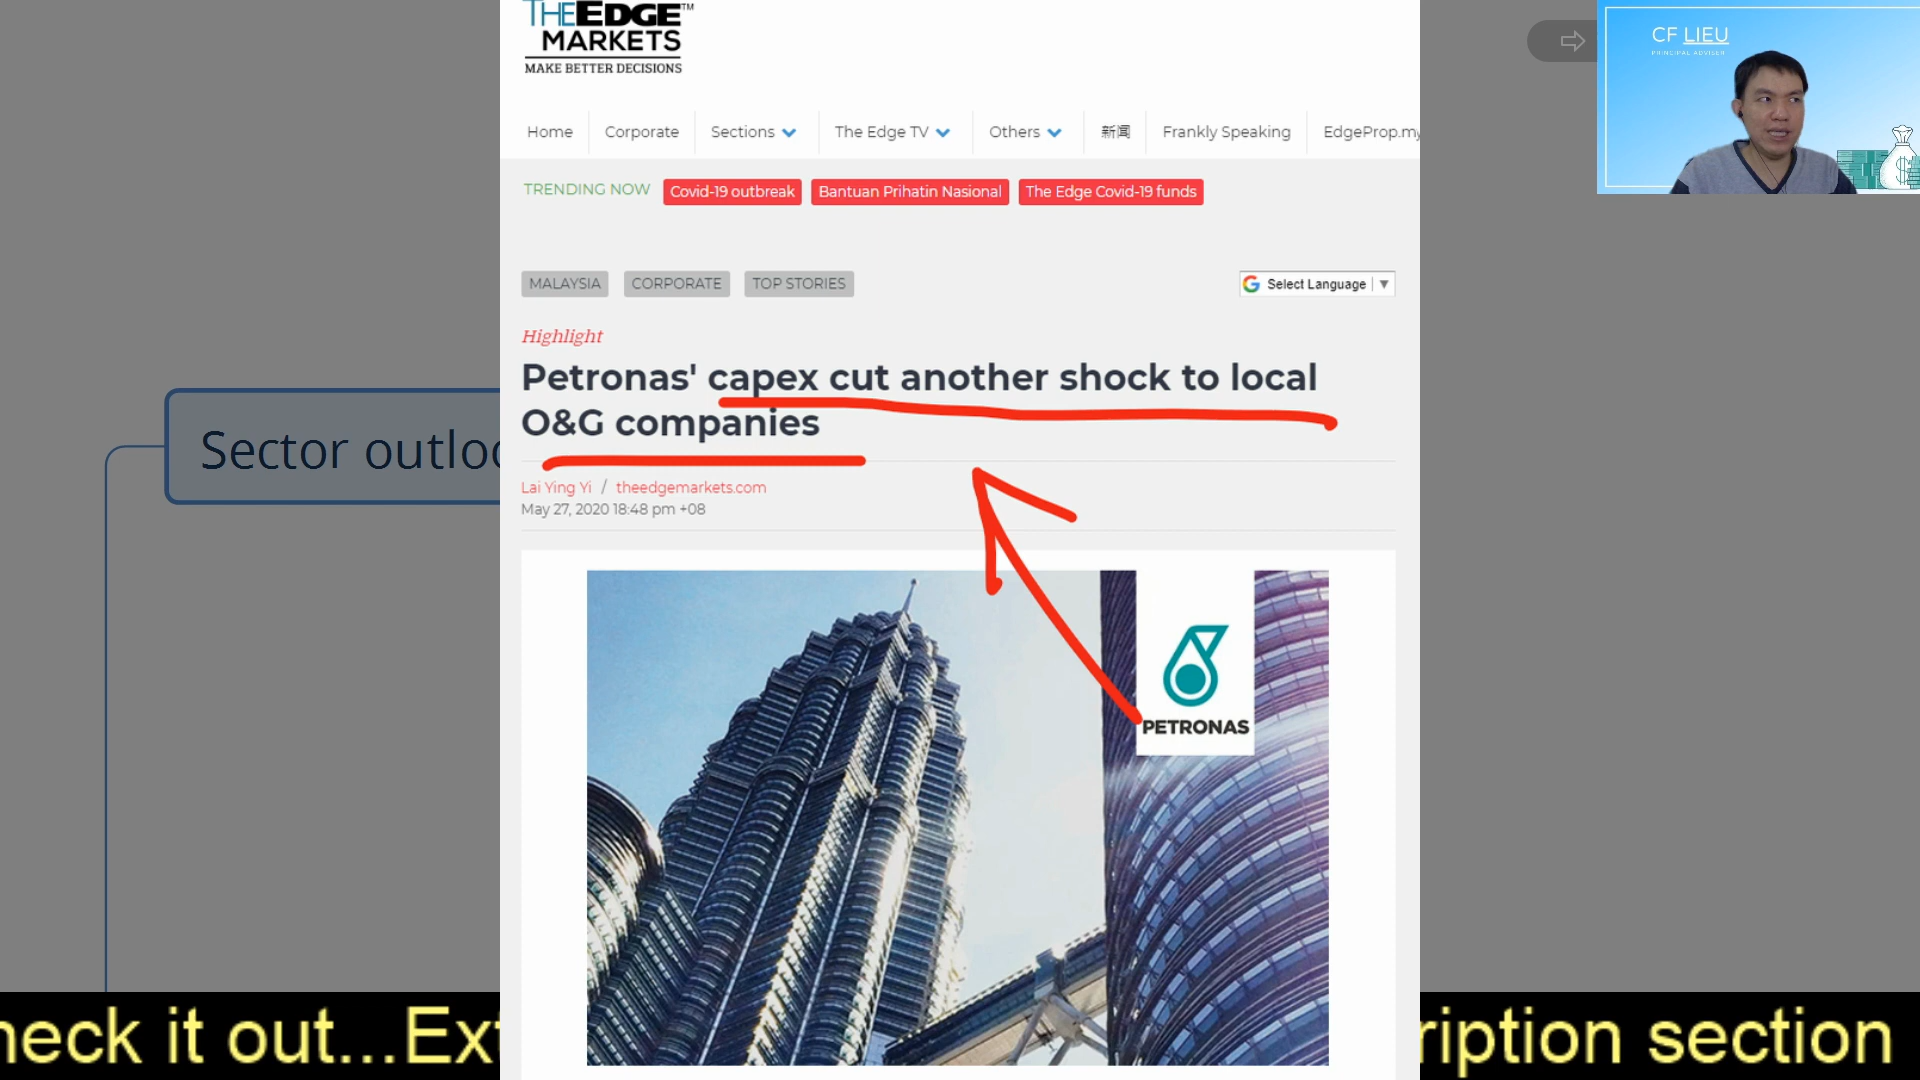 THEEDGE™
MARKETS
MAKE BETTER DECISIONS
CF LIEU
PRINCIPAL ADVISER
Home Corporate Sections The Edge TV Others 新闻 Frankly Speaking EdgeProp.my
TRENDING NOW Covid-19 outbreak Bantuan Prihatin Nasional The Edge Covid-19 funds
MALAYSIA CORPORATE TOP STORIES
Select Language
Highlight
Petronas' capex cut another shock to local
O&G companies
Sector outloo
Lai Ying Yi / theedgemarkets.com
May 27, 2020 18:48 pm +08
PETRONAS
heck it out...Ext
ription section